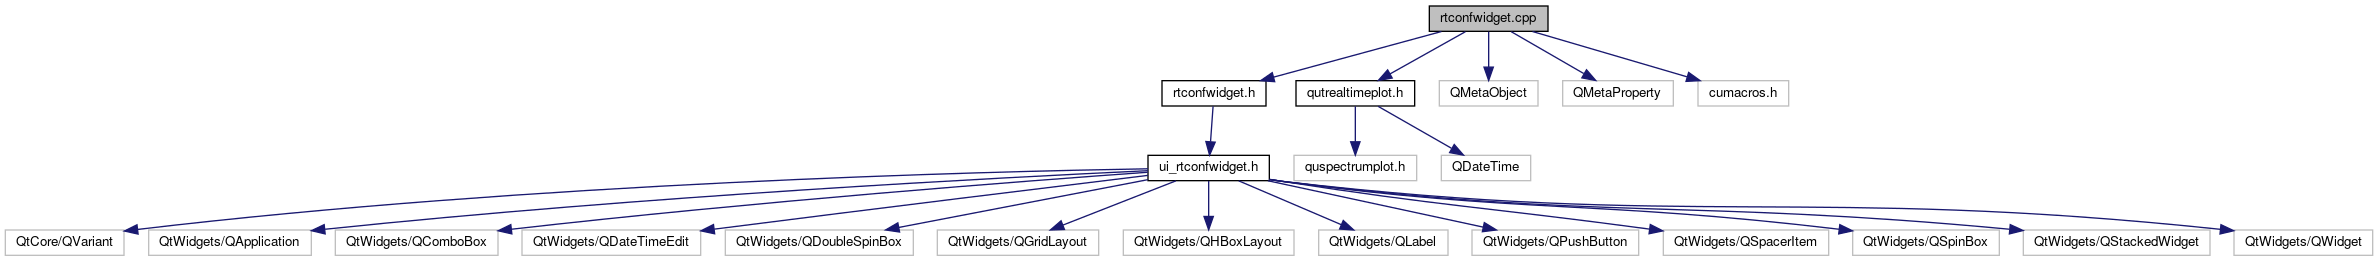 rtconfwidget.cpp
rtconfwidget.h
qutrealtimeplot.h
QMetaObject
QMetaProperty
cumacros.h
ui_rtconfwidget.h
quspectrumplot.h
QDateTime
QtCore/QVariant
QtWidgets/QApplication
QtWidgets/QComboBox
QtWidgets/QDateTimeEdit
QtWidgets/QDoubleSpinBox
QtWidgets/QGridLayout
QtWidgets/QHBoxLayout
QtWidgets/QLabel
QtWidgets/QPushButton
QtWidgets/QSpacerItem
QtWidgets/QSpinBox
QtWidgets/QStackedWidget
QtWidgets/QWidget